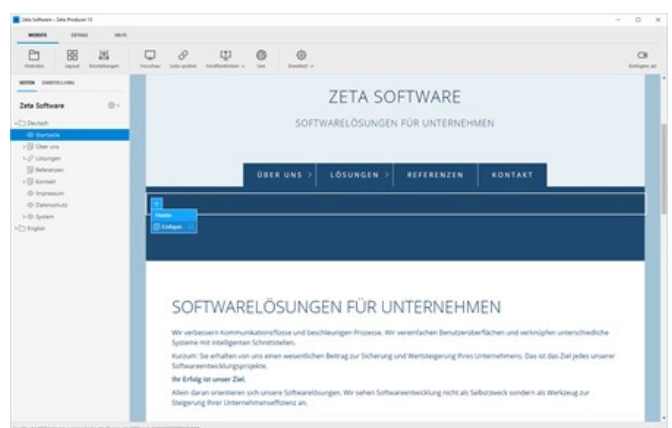 Zeta Software - Zeta Producer 15
WEBSITE EXTRAS HILFE
Websites Layout Einstellungen Vorschau Links prüfen Veröffentlichen Live Erweitert Einfügen an
SEITEN DARSTELLUNG
Zeta Software
Deutsch
Startseite
Über uns
Lösungen
Referenzen
Kontakt
Impressum
Datenschutz
System
English
ZETA SOFTWARE
SOFTWARELÖSUNGEN FÜR UNTERNEHMEN
ÜBER UNS > LÖSUNGEN > REFERENZEN KONTAKT
Header
Einfügen
SOFTWARELÖSUNGEN FÜR UNTERNEHMEN
Wir verbessern Kommunikationsflüsse und beschleunigen Prozesse. Wir vereinfachen Benutzeroberflächen und verknüpfen unterschiedliche
Systeme mit intelligenten Schnittstellen.
Kurzum: Sie erhalten von uns einen wesentlichen Beitrag zur Sicherung und Wertsteigerung Ihres Unternehmens. Das ist das Ziel jedes unserer
Softwareentwicklungsprojekte.
Ihr Erfolg ist unser Ziel.
Allein daran orientieren sich unsere Softwarelösungen. Wir sehen Softwareentwicklung nicht als Selbstzweck sondern als Werkzeug zur
Steigerung Ihrer Unternehmenseffizienz an.